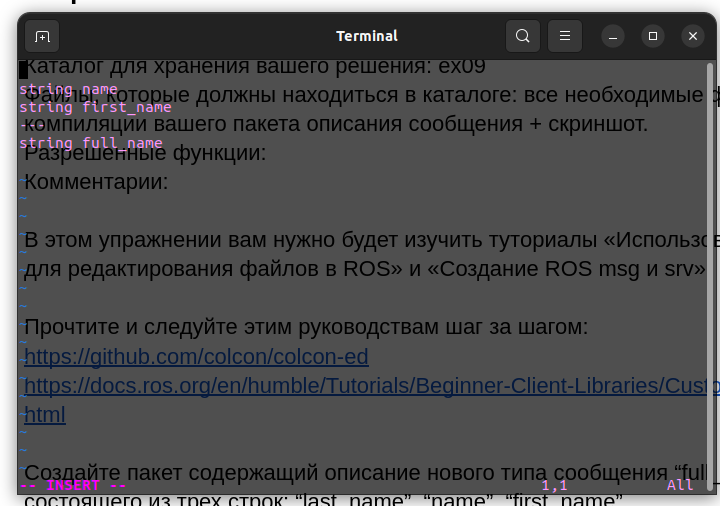 Terminal
Каталог для хранения вашего решения: ex09
string name
Файлы, которые должны находиться в каталоге: все необходимые
string first_name
---
компиляции вашего пакета описания сообщения + скриншот.
string full_name
Разрешенные функции:
Комментарии:
В этом упражнении вам нужно будет изучить туториалы «Использов
для редактирования файлов в ROS» и «Создание ROS msg и srv»
Прочтите и следуйте этим руководствам шаг за шагом:
https://github.com/colcon/colcon-ed
https://docs.ros.org/en/humble/Tutorials/Beginner-Client-Libraries/Custo
html
Создайте пакет содержащий описание нового типа сообщения “full_
-- INSERT -- 1,1 All
состоящего из трех строк: “last_name”, “name”, “first_name”